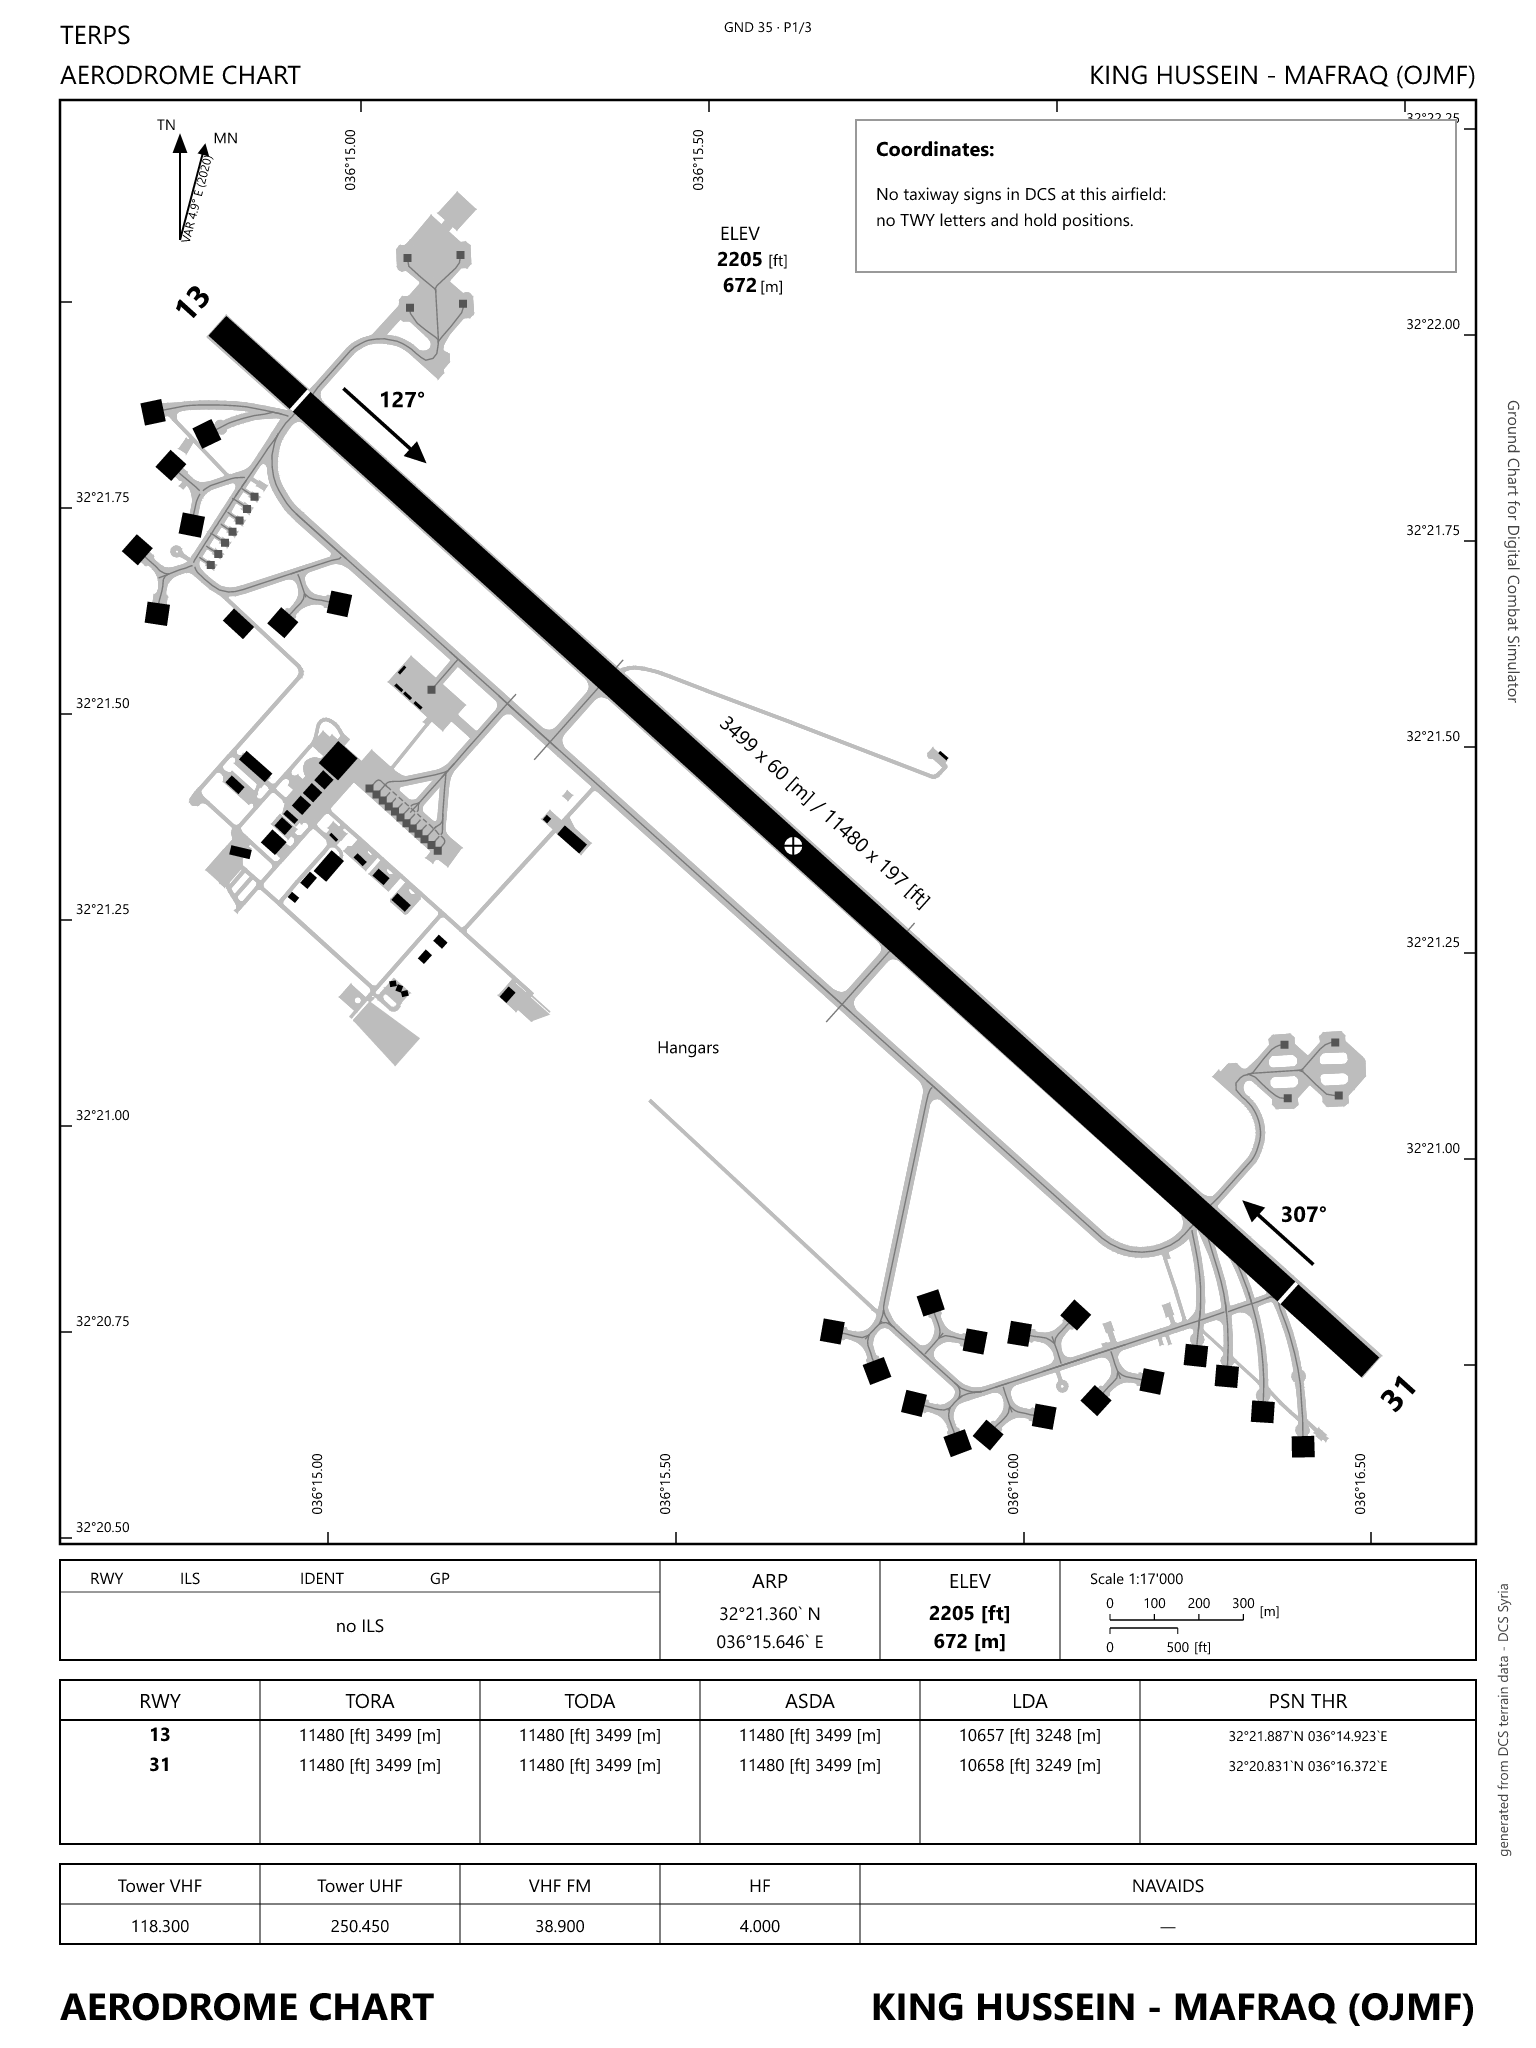 TERPS
GND 35 · P1/3
AERODROME CHART
KING HUSSEIN - MAFRAQ (OJMF)
TN
MN
VAR 4.9° E (2020)
036°15.00
036°15.50
32°22.25
Coordinates:
No taxiway signs in DCS at this airfield:
no TWY letters and hold positions.
ELEV
2205 [ft]
672 [m]
13
32°22.00
127°
32°21.75
32°21.75
32°21.50
32°21.50
3499 x 60 [m] / 11480 x 197 [ft]
32°21.25
32°21.25
Hangars
32°21.00
32°21.00
307°
32°20.75
31
036°15.00
036°15.50
036°16.00
036°16.50
32°20.50
Ground Chart for Digital Combat Simulator
RWY ILS IDENT GP
no ILS
ARP
32°21.360` N
036°15.646` E
ELEV
2205 [ft]
672 [m]
Scale 1:17'000
0 100 200 300 [m]
0 500 [ft]
RWY TORA TODA ASDA LDA PSN THR
13 11480 [ft] 3499 [m] 11480 [ft] 3499 [m] 11480 [ft] 3499 [m] 10657 [ft] 3248 [m] 32°21.887`N 036°14.923`E
31 11480 [ft] 3499 [m] 11480 [ft] 3499 [m] 11480 [ft] 3499 [m] 10658 [ft] 3249 [m] 32°20.831`N 036°16.372`E
generated from DCS terrain data - DCS Syria
Tower VHF Tower UHF VHF FM HF NAVAIDS
118.300 250.450 38.900 4.000 —
AERODROME CHART
KING HUSSEIN - MAFRAQ (OJMF)